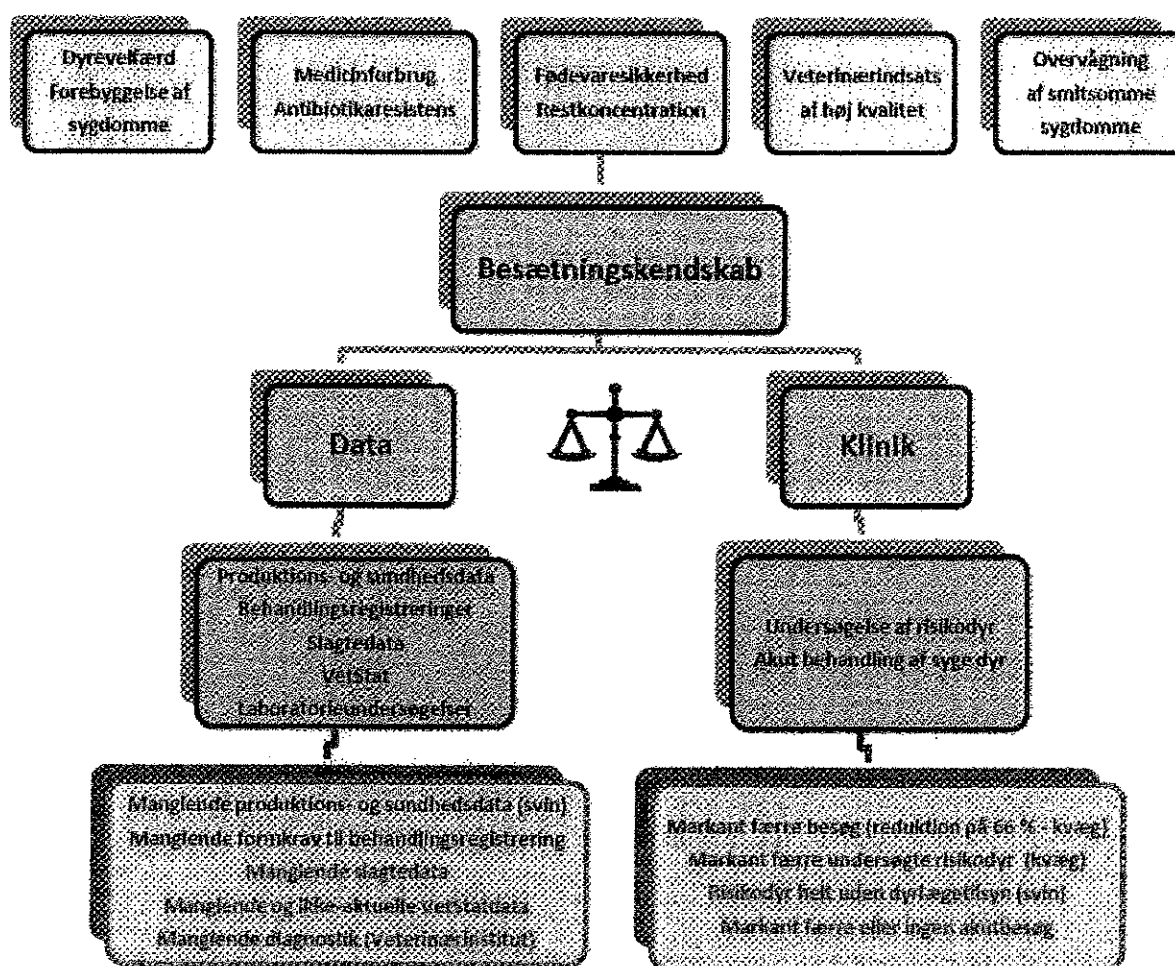 Dyrevelfærd
Forebyggelse af
sygdomme
Medicinforbrug
Antibiotikaresistens
Fødevaresikkerhed
Restkoncentration
Veterinærindsats
af høj kvalitet
Overvågning
af smitsomme
sygdomme
Besætningskendskab
Data
Klinik
Produktions- og sundhedsdata
Behandlingsregistreringer
Slagtedata
VetStat
Laboratorieundersøgelser
Undersøgelse af risikodyr
Akut behandling af syge dyr
Manglende produktions- og sundhedsdata (svin)
Manglende formkrav til behandlingsregistrering
Manglende slagtedata
Manglende og ikke-aktuelle VetStatdata
Manglende diagnostik (Veterinærinstitut)
Markant færre besøg (reduktion på 66 % - kvæg)
Markant færre undersøgte risikodyr (kvæg)
Risikodyr helt uden dyrlægetilsyn (svin)
Markant færre eller ingen akutbesøg